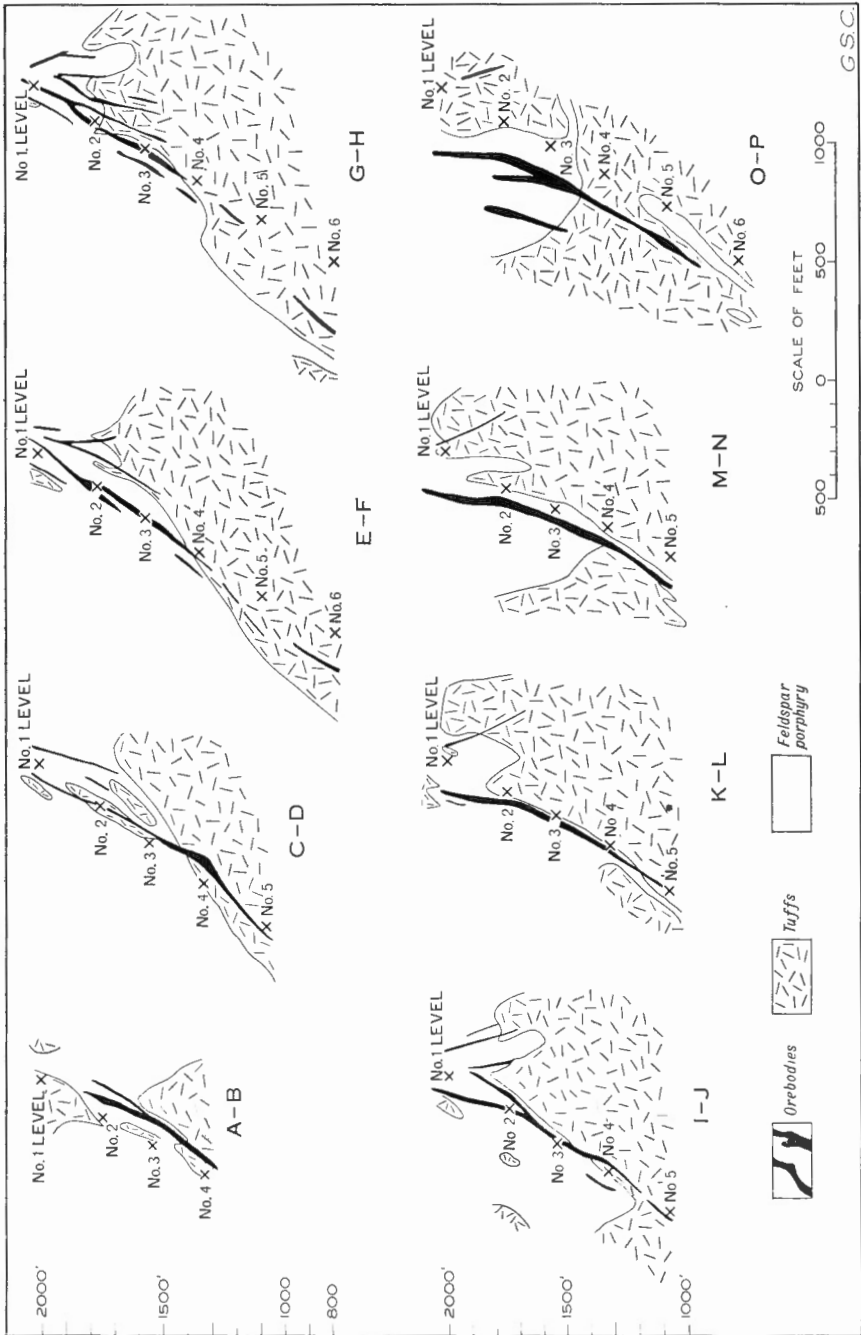 2000'
1500'
1000
800
No. 1 LEVEL
No. 2
No. 3
No. 4
A-B
No. 1 LEVEL
No. 2
No. 3
No. 4
No. 5
C-D
No. 1 LEVEL
No. 2
No. 3
No. 4
No. 5
No. 6
E-F
No. 1 LEVEL
No. 2
No. 3
No. 4
No. 5
No. 6
G-H
2000'
1500'
1000'
No. 1 LEVEL
No 2
No 3
No 4
No 5
I-J
No. 1 LEVEL
No. 2
No. 3
No 4
No. 5
K-L
No. 1 LEVEL
No. 2
No. 3
No. 4
No. 5
M-N
No. 1 LEVEL
No. 2
No. 3
No. 4
No. 5
No. 6
O-P
Orebodies
Tuffs
Feldspar
porphyry
SCALE OF FEET
500 0 500 1000
G.S.C.